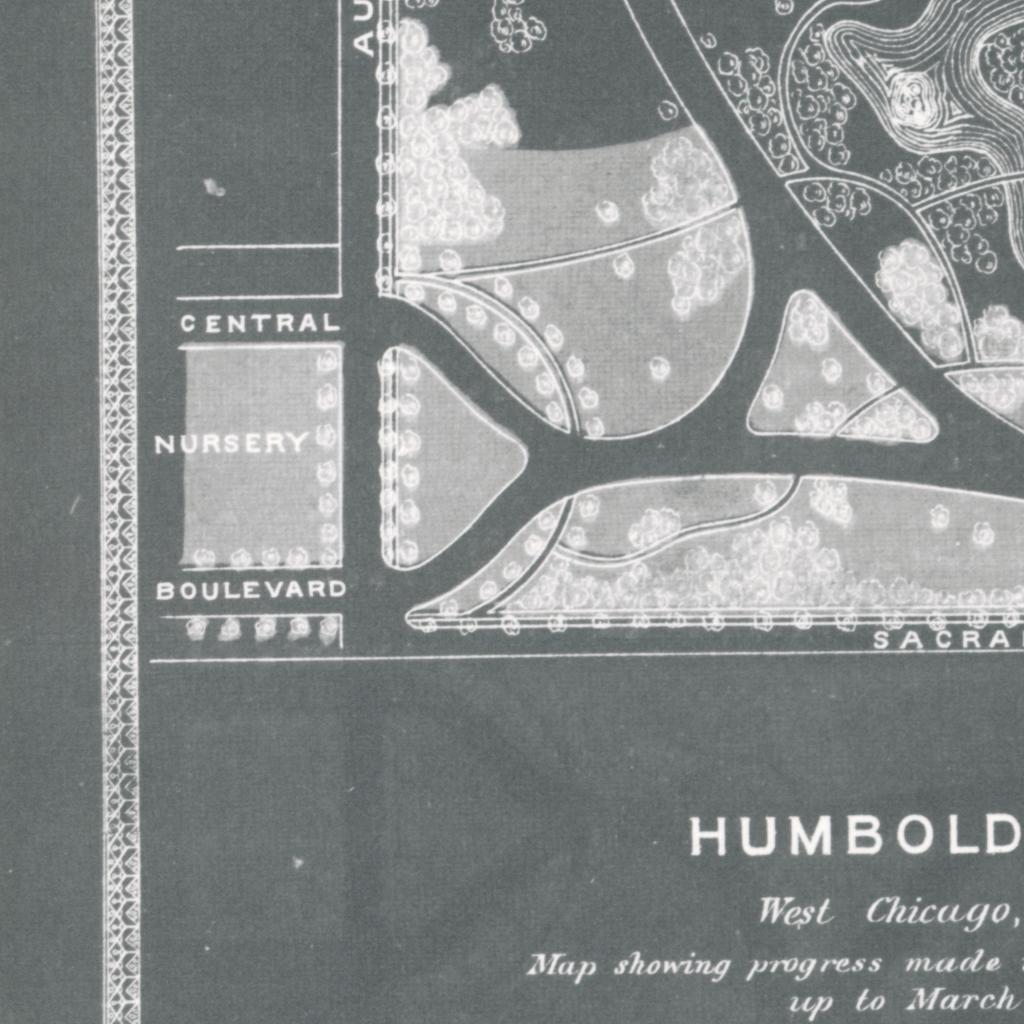 AU
CENTRAL
NURSERY
BOULEVARD
SACRA
HUMBOLD
West Chicago,
Map showing progress made
up to March